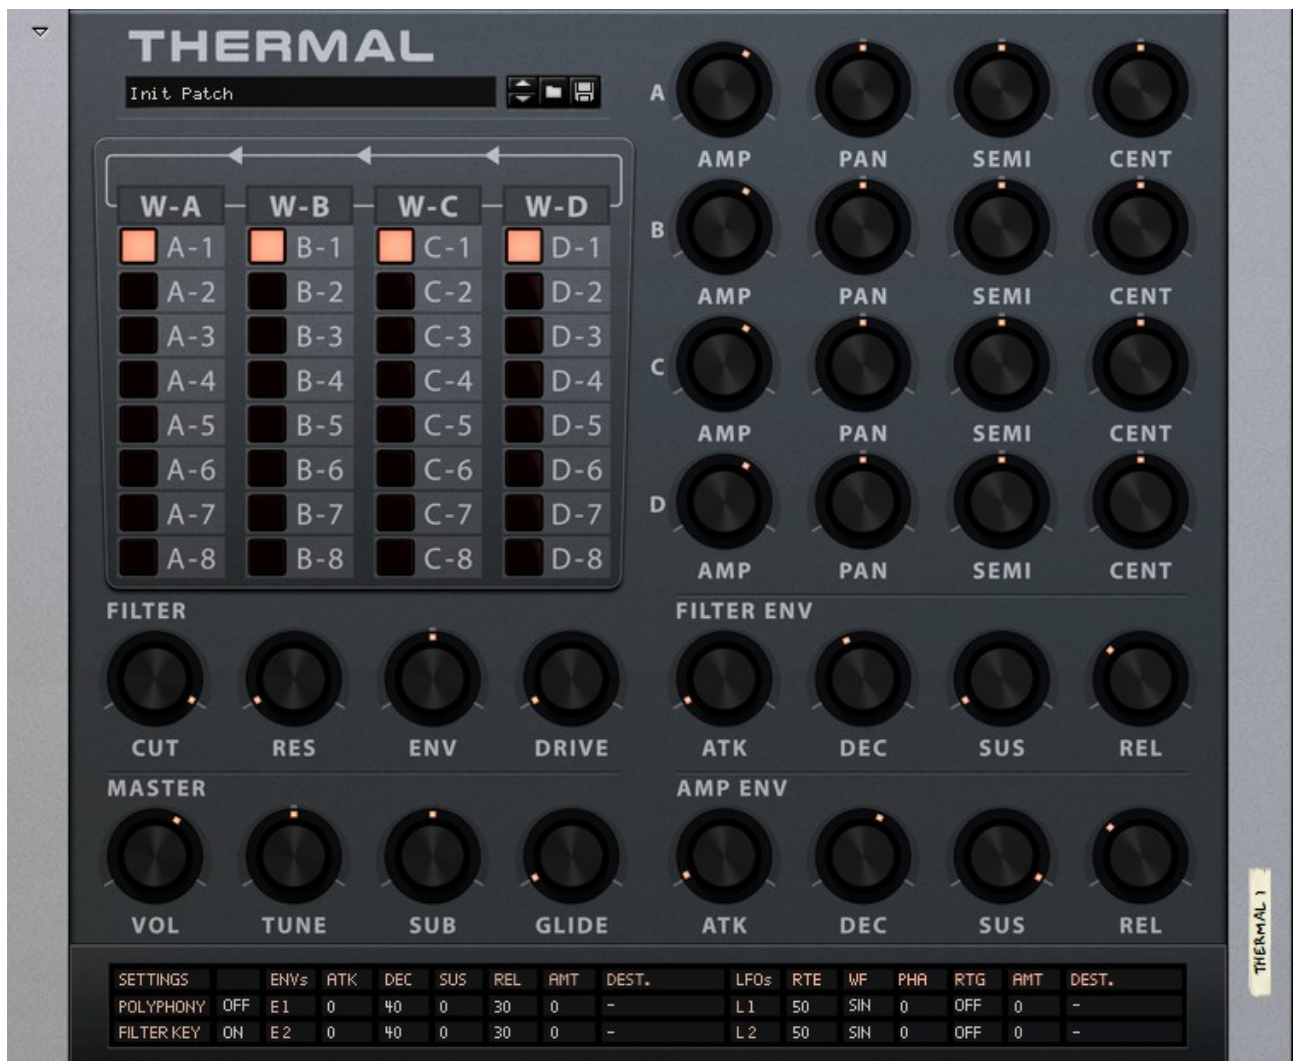 THERMAL
Init Patch
W-A W-B W-C W-D
A-1 B-1 C-1 D-1
A-2 B-2 C-2 D-2
A-3 B-3 C-3 D-3
A-4 B-4 C-4 D-4
A-5 B-5 C-5 D-5
A-6 B-6 C-6 D-6
A-7 B-7 C-7 D-7
A-8 B-8 C-8 D-8
A
AMP PAN SEMI CENT
B
AMP PAN SEMI CENT
C
AMP PAN SEMI CENT
D
AMP PAN SEMI CENT
FILTER
CUT RES ENV DRIVE
FILTER ENV
ATK DEC SUS REL
MASTER
VOL TUNE SUB GLIDE
AMP ENV
ATK DEC SUS REL
SETTINGS ENVs ATK DEC SUS REL AMT DEST. LFOs RTE WF PHA RTG AMT DEST.
POLYPHONY OFF E1 0 40 0 30 0 - L1 50 SIN 0 OFF 0 -
FILTER KEY ON E2 0 40 0 30 0 - L2 50 SIN 0 OFF 0 -
THERMAL 1